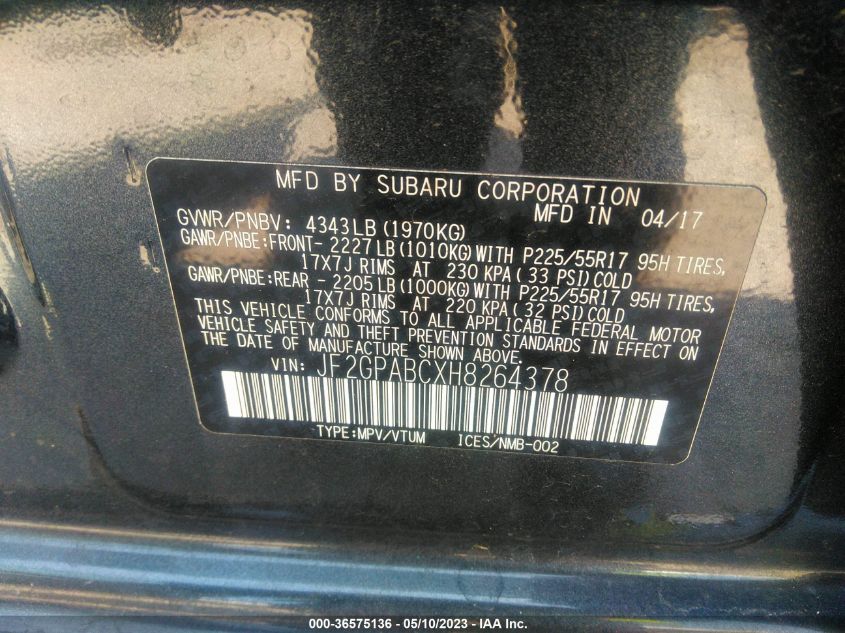 MFD BY SUBARU CORPORATION
MFD IN 04/17
GVWR/PNBV: 4343LB(1970KG)
GAWR/PNBE:FRONT- 2227LB(1010KG)WITH P225/55R17 95H TIRES,
17X7J RIMS AT 230 KPA( 33 PSI)COLD
GAWR/PNBE:REAR - 2205LB(1000KG)WITH P225/55R17 95H TIRES,
17X7J RIMS AT 220 KPA( 32 PSI)COLD
THIS VEHICLE CONFORMS TO ALL APPLICABLE FEDERAL MOTOR
VEHICLE SAFETY AND THEFT PREVENTION STANDARDS IN EFFECT ON
THE DATE OF MANUFACTURE SHOWN ABOVE.
VIN: JF2GPABCXH8264378
TYPE:MPV/VTUM ICES/NMB-002
000-36575136 - 05/10/2023 - © IAA Inc.